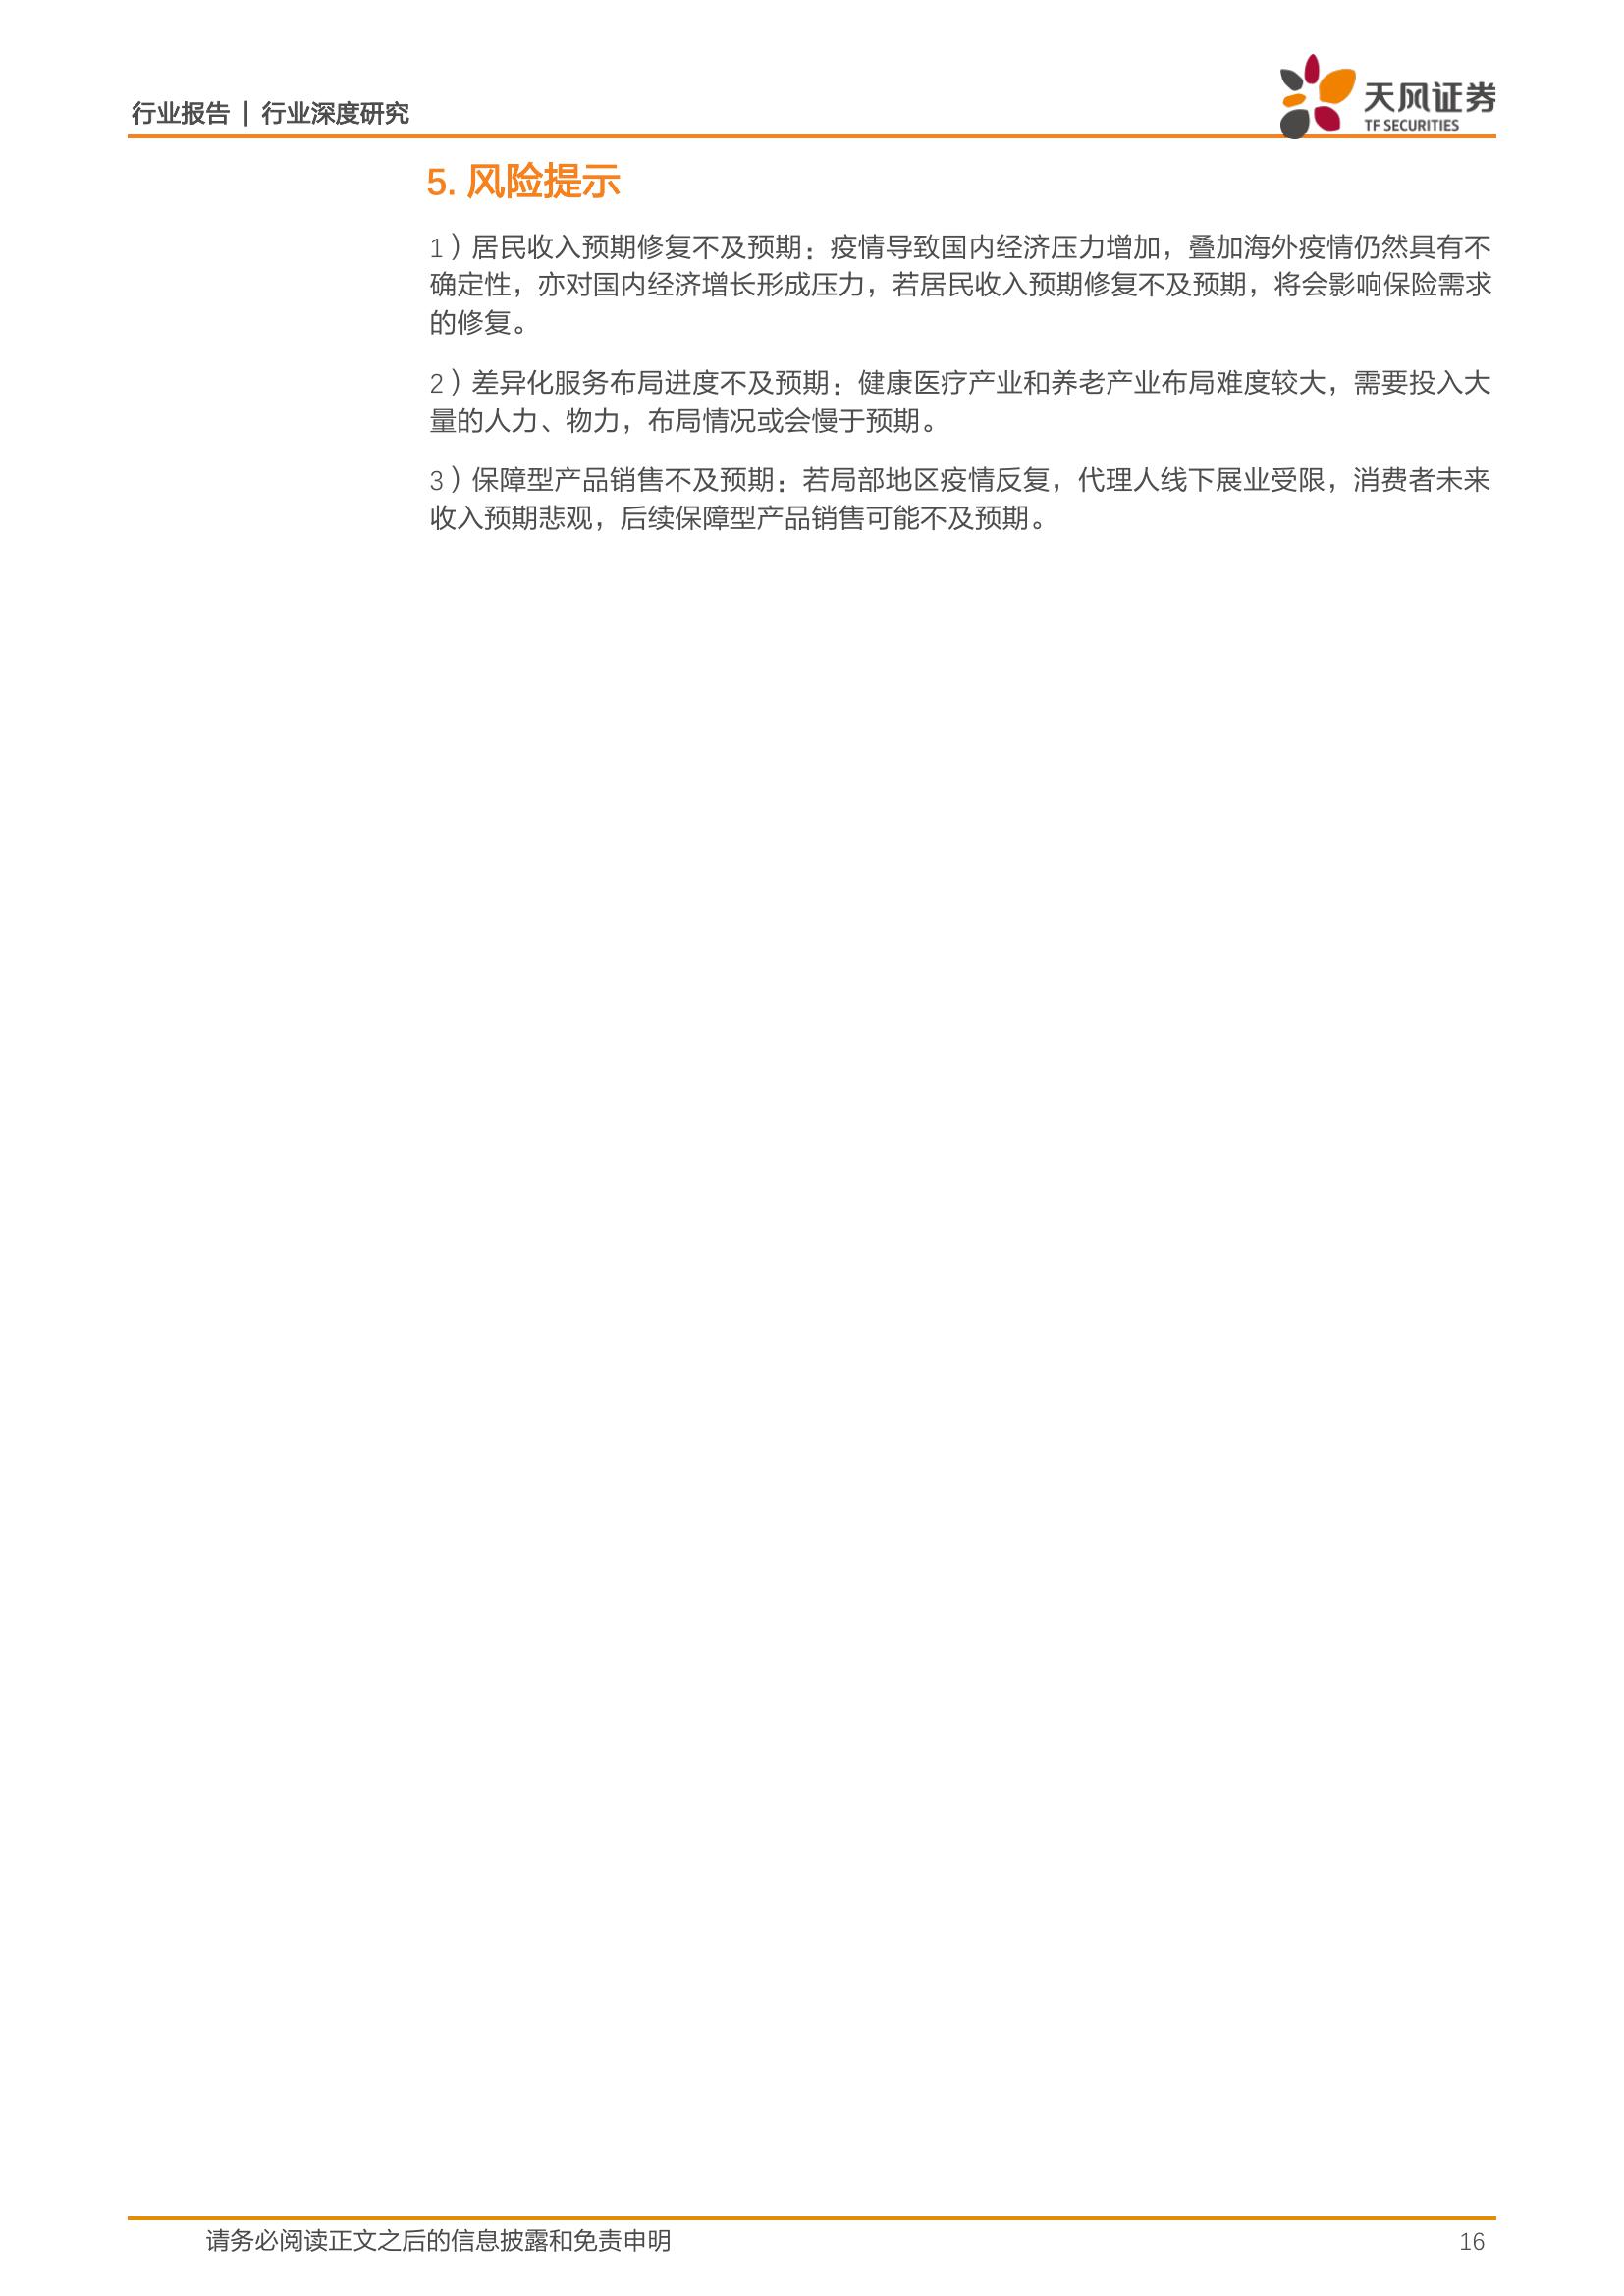 行业报告 | 行业深度研究
天风证券
TF SECURITIES
5. 风险提示
1）居民收入预期修复不及预期：疫情导致国内经济压力增加，叠加海外疫情仍然具有不
确定性，亦对国内经济增长形成压力，若居民收入预期修复不及预期，将会影响保险需求
的修复。
2）差异化服务布局进度不及预期：健康医疗产业和养老产业布局难度较大，需要投入大
量的人力、物力，布局情况或会慢于预期。
3）保障型产品销售不及预期：若局部地区疫情反复，代理人线下展业受限，消费者未来
收入预期悲观，后续保障型产品销售可能不及预期。
请务必阅读正文之后的信息披露和免责申明
16